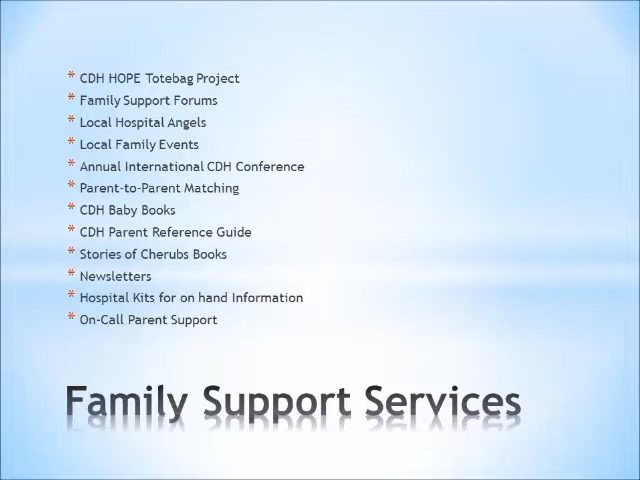 * CDH HOPE Totebag Project
* Family Support Forums
* Local Hospital Angels
* Local Family Events
* Annual International CDH Conference
* Parent-to-Parent Matching
* CDH Baby Books
* CDH Parent Reference Guide
* Stories of Cherubs Books
* Newsletters
* Hospital Kits for on hand Information
* On-Call Parent Support
Family Support Services